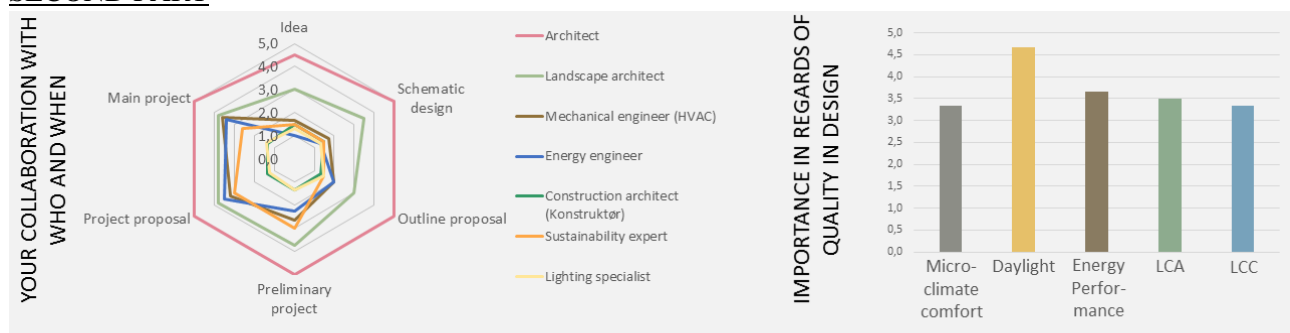 SECOND PART
YOUR COLLABORATION WITH
WHO AND WHEN
Idea
5,0
4,0
3,0
2,0
1,0
0,0
Schematic
design
Outline proposal
Preliminary
project
Project proposal
Main project
Architect
Landscape architect
Mechanical engineer (HVAC)
Energy engineer
Construction architect
(Konstruktør)
Sustainability expert
Lighting specialist
IMPORTANCE IN REGARDS OF
QUALITY IN DESIGN
5,0
4,5
4,0
3,5
3,0
2,5
2,0
1,5
1,0
0,5
0,0
Micro-
climate
comfort
Daylight
Energy
Perfor-
mance
LCA
LCC